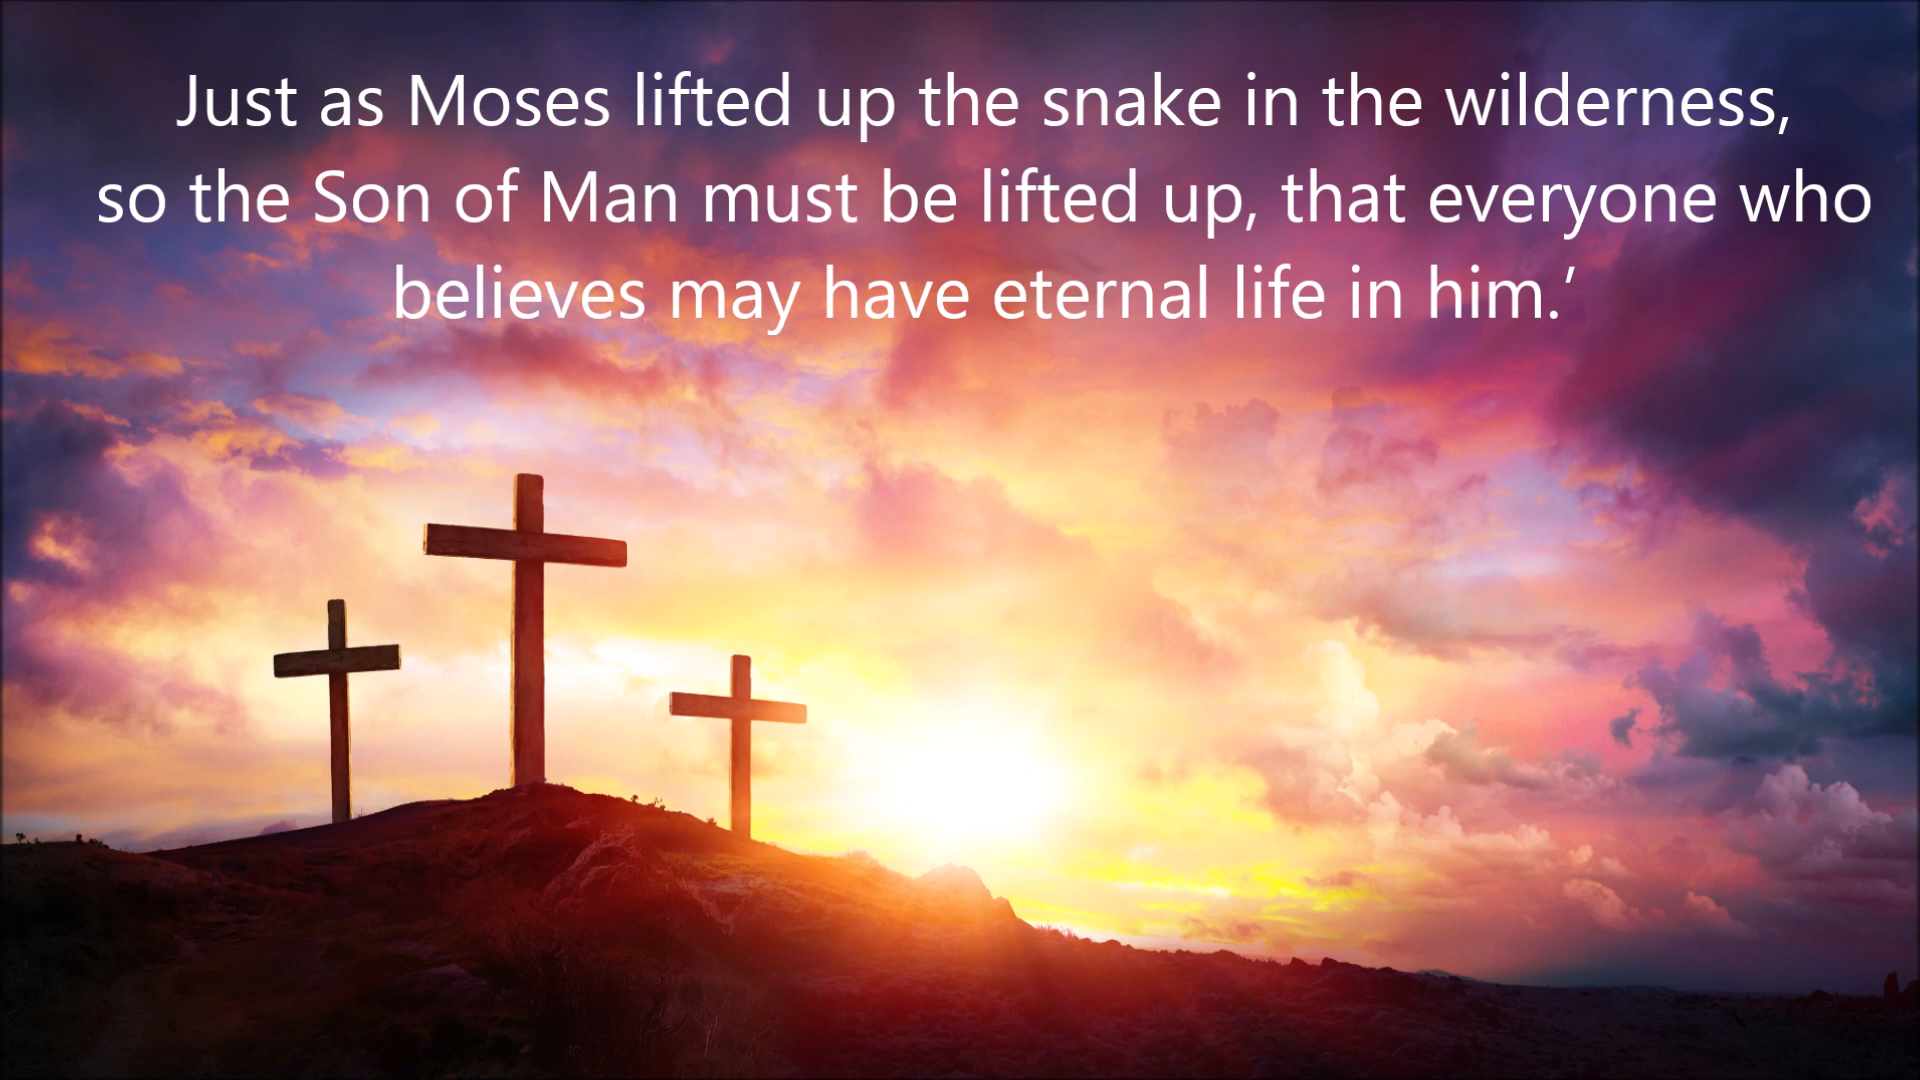 Just as Moses lifted up the snake in the wilderness,
so the Son of Man must be lifted up, that everyone who
believes may have eternal life in him.’